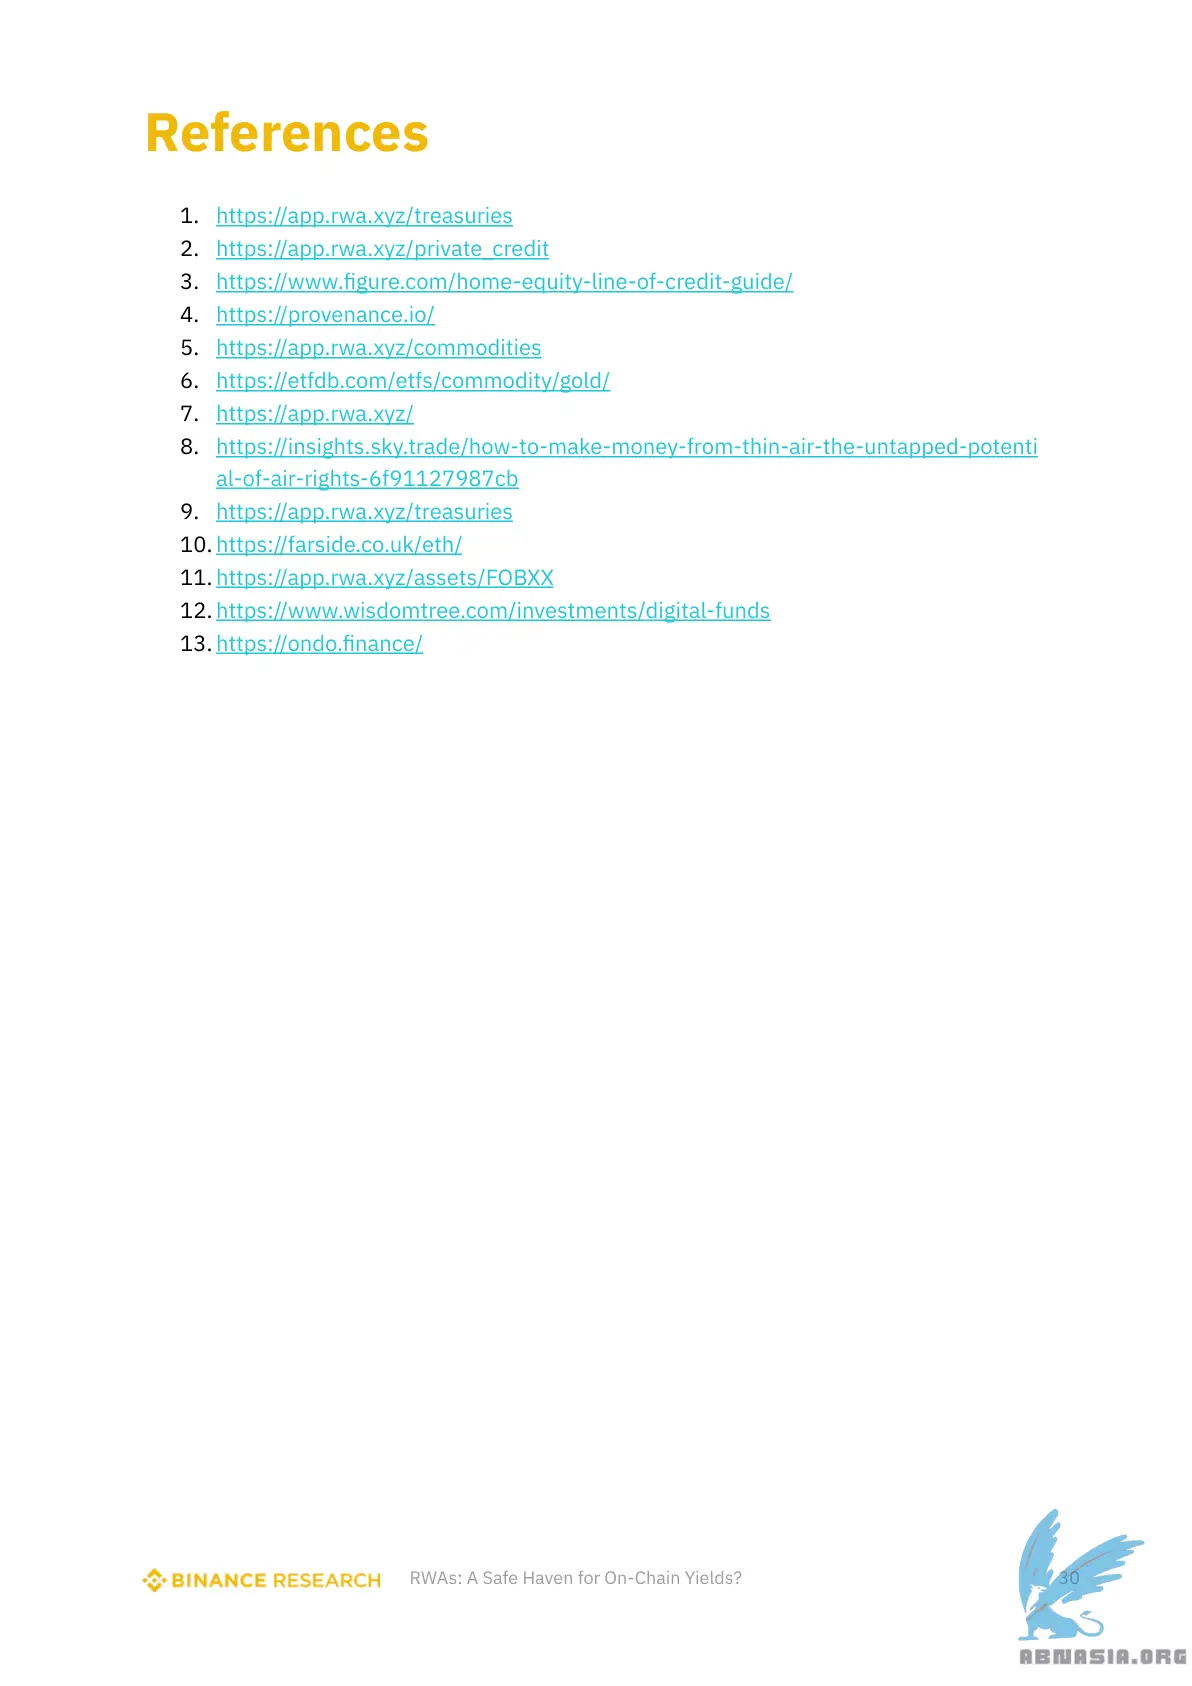 References
1. https://app.rwa.xyz/treasuries
2. https://app.rwa.xyz/private_credit
3. https://www.figure.com/home-equity-line-of-credit-guide/
4. https://provenance.io/
5. https://app.rwa.xyz/commodities
6. https://etfdb.com/etfs/commodity/gold/
7. https://app.rwa.xyz/
8. https://insights.sky.trade/how-to-make-money-from-thin-air-the-untapped-potenti
al-of-air-rights-6f91127987cb
9. https://app.rwa.xyz/treasuries
10. https://farside.co.uk/eth/
11. https://app.rwa.xyz/assets/FOBXX
12. https://www.wisdomtree.com/investments/digital-funds
13. https://ondo.finance/
BINANCE RESEARCH RWAs: A Safe Haven for On-Chain Yields? 30
ABNASIA.ORG